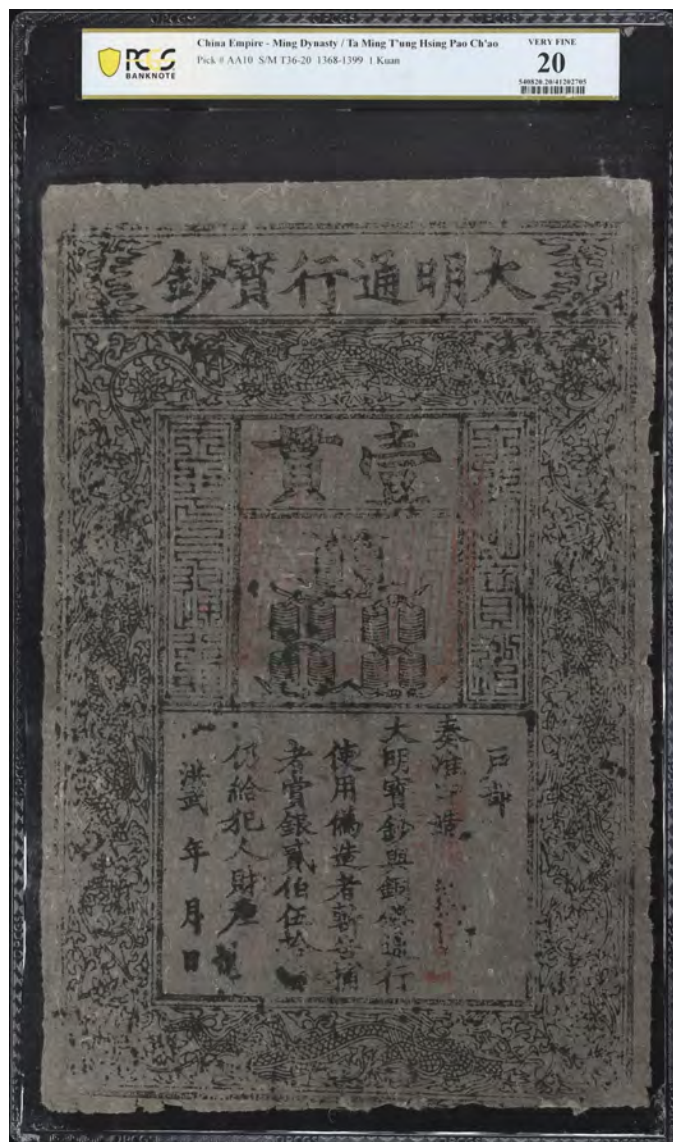 PCGS
BANKNOTE
China Empire - Ming Dynasty / Ta Ming T'ung Hsing Pao Ch'ao
Pick # AA10 S/M T36-20 1368-1399 1 Kuan
VERY FINE
20
540820.20/41202705
大明通行寶鈔
壹貫
戶部
奏准印造
大明寶鈔與銅錢通行
使用偽造者斬告捕
者賞銀貳伯伍拾
仍給犯人財產
洪武 年 月 日